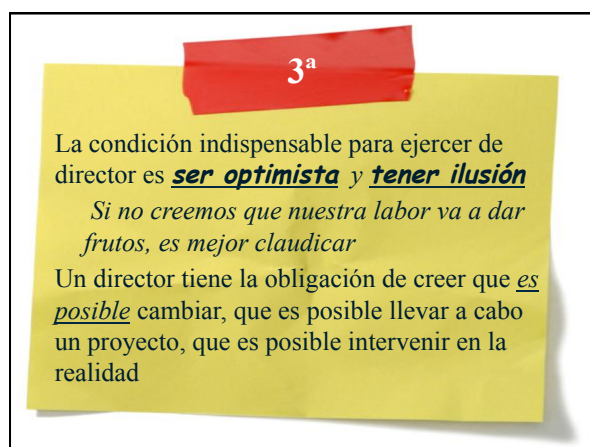 3ª
La condición indispensable para ejercer de
director es ser optimista y tener ilusión
Si no creemos que nuestra labor va a dar
frutos, es mejor claudicar
Un director tiene la obligación de creer que es
posible cambiar, que es posible llevar a cabo
un proyecto, que es posible intervenir en la
realidad